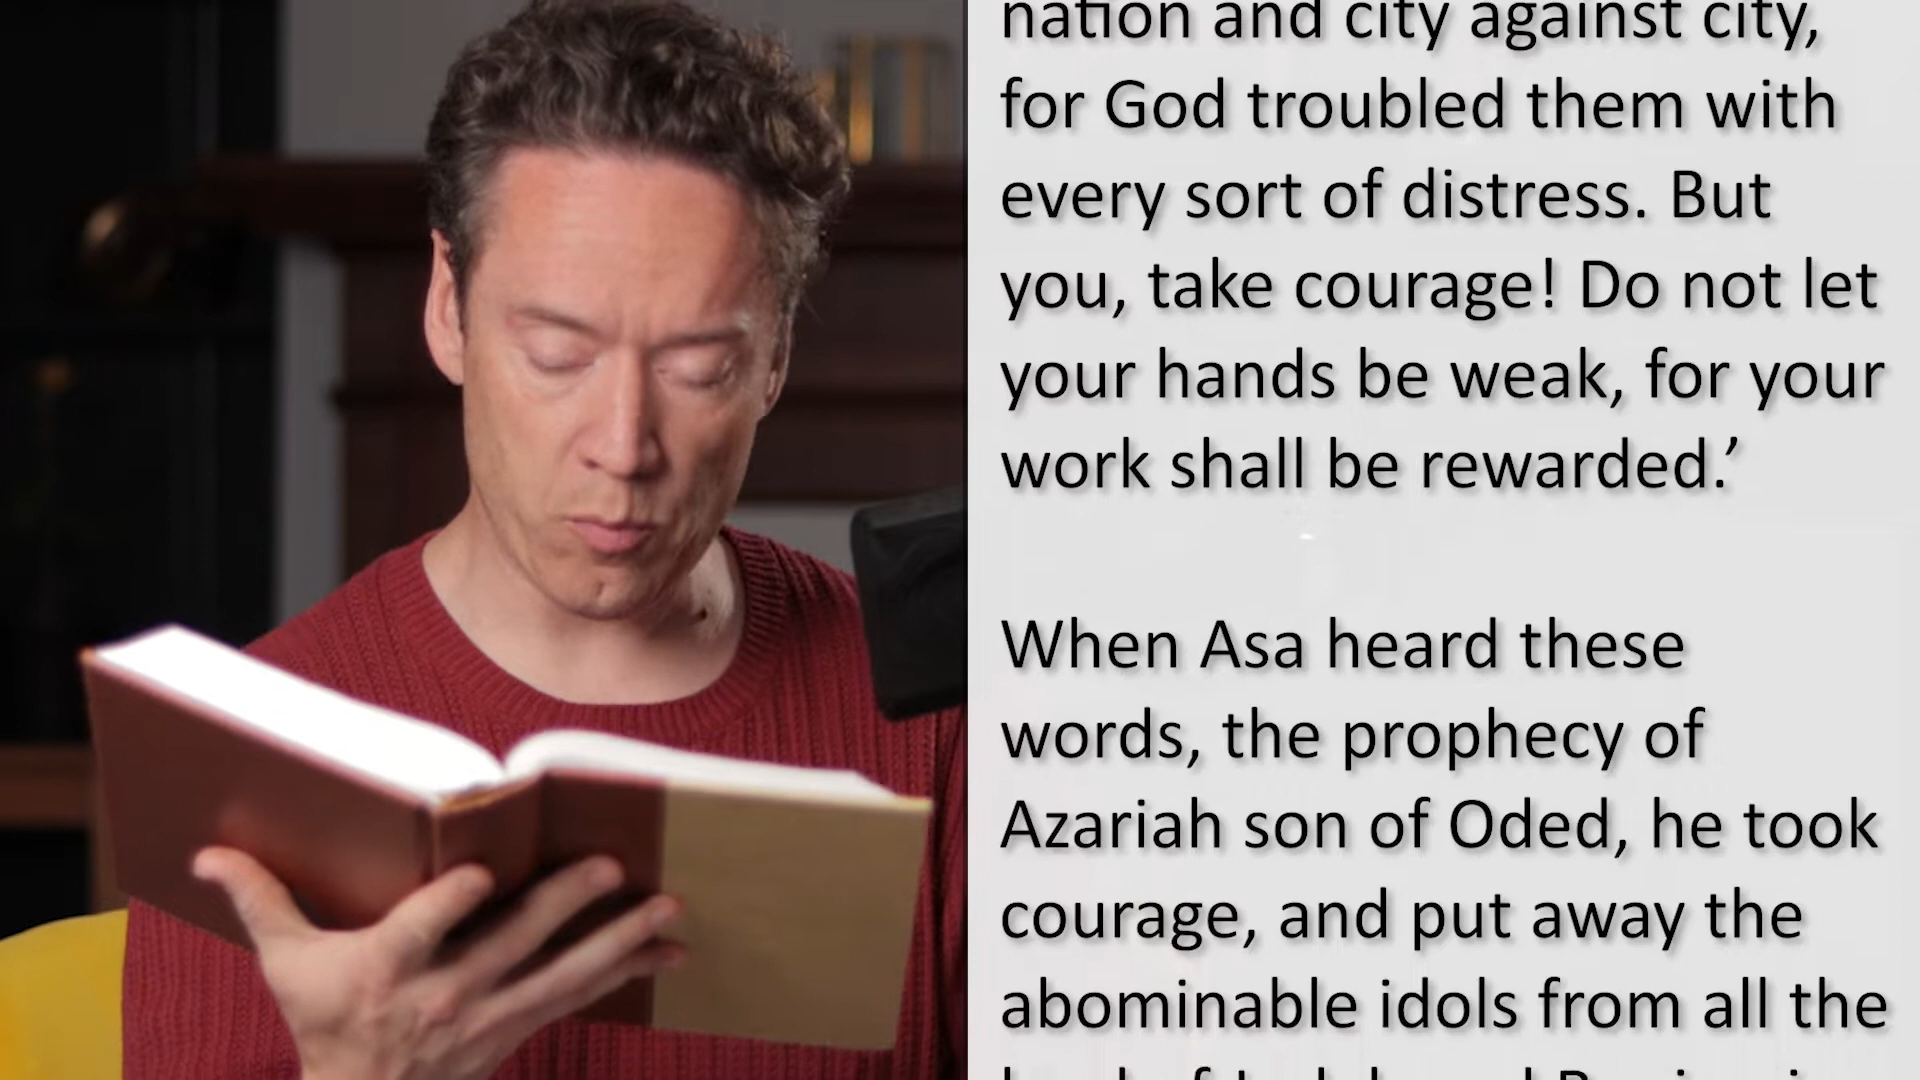 nation and city against city,
for God troubled them with
every sort of distress. But
you, take courage! Do not let
your hands be weak, for your
work shall be rewarded.’
When Asa heard these
words, the prophecy of
Azariah son of Oded, he took
courage, and put away the
abominable idols from all the